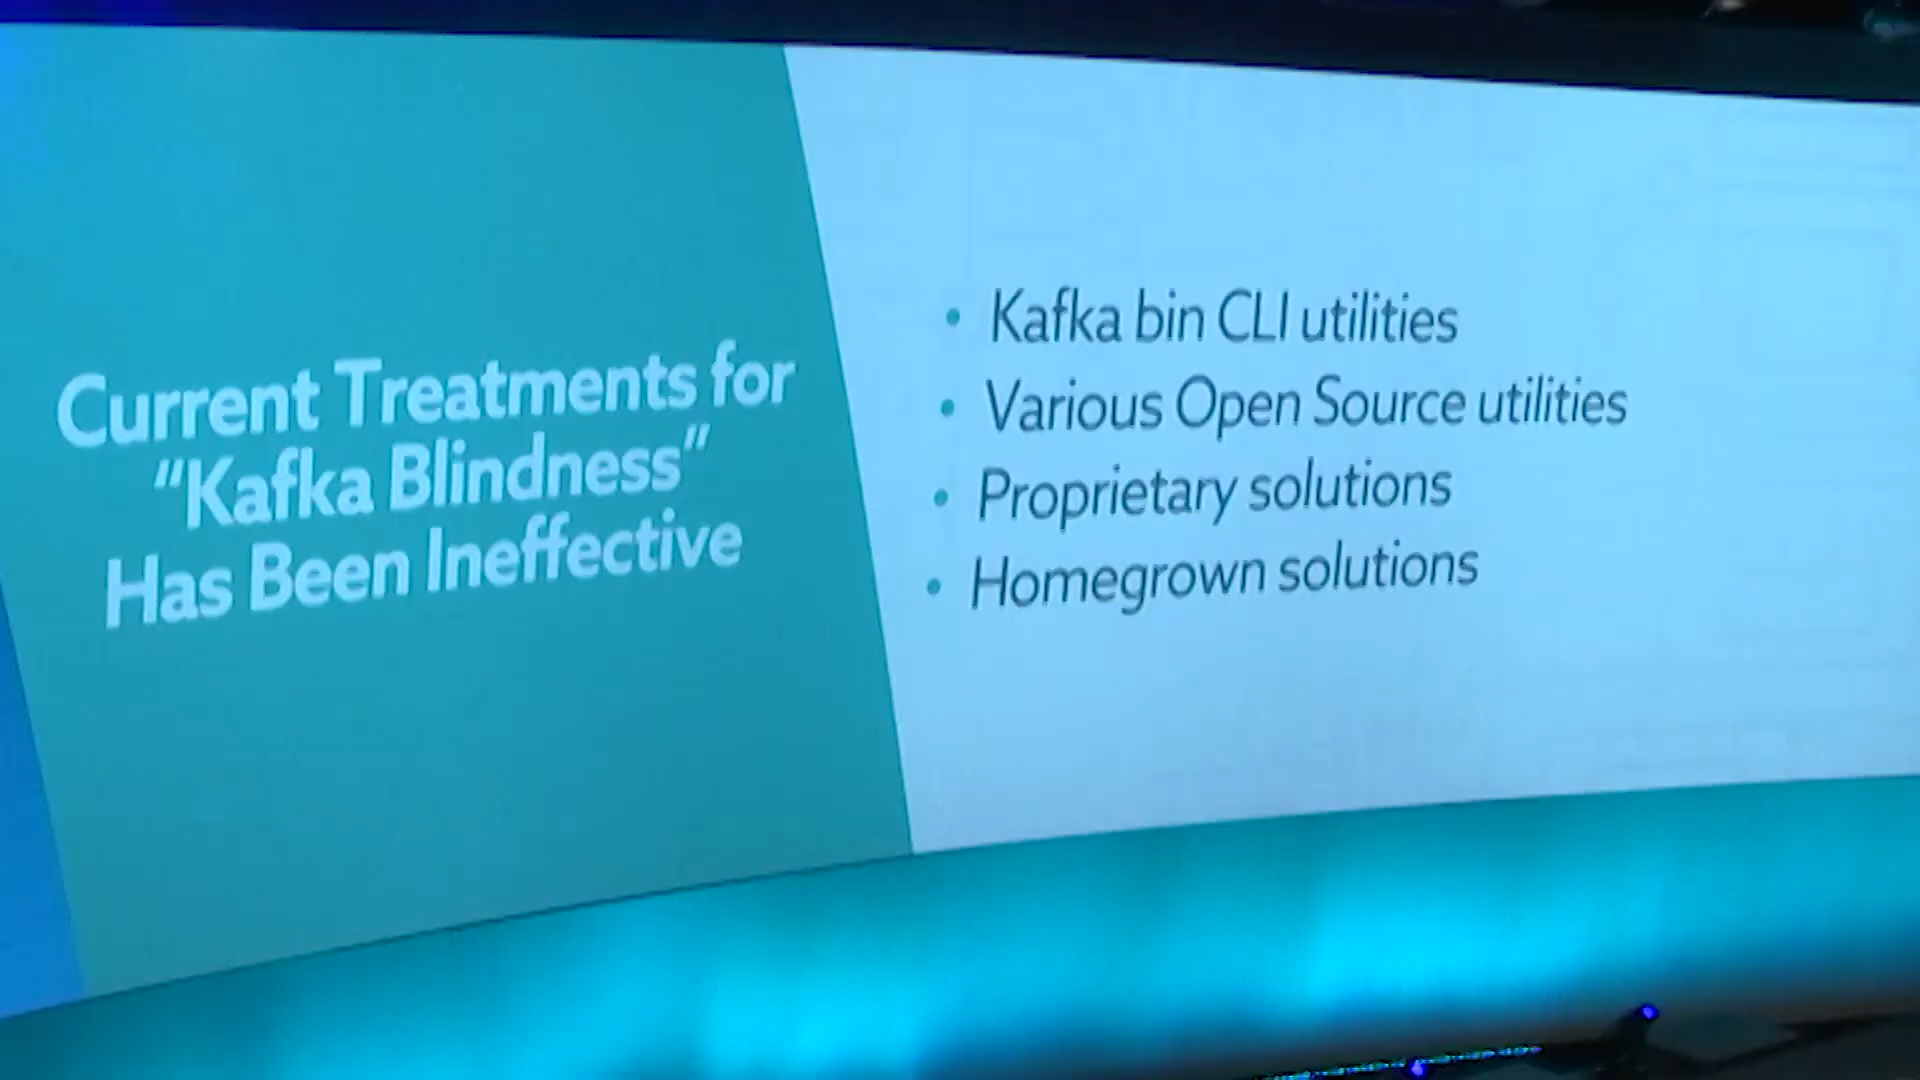 Current Treatments for
“Kafka Blindness”
Has Been Ineffective
• Kafka bin CLI utilities
• Various Open Source utilities
• Proprietary solutions
• Homegrown solutions